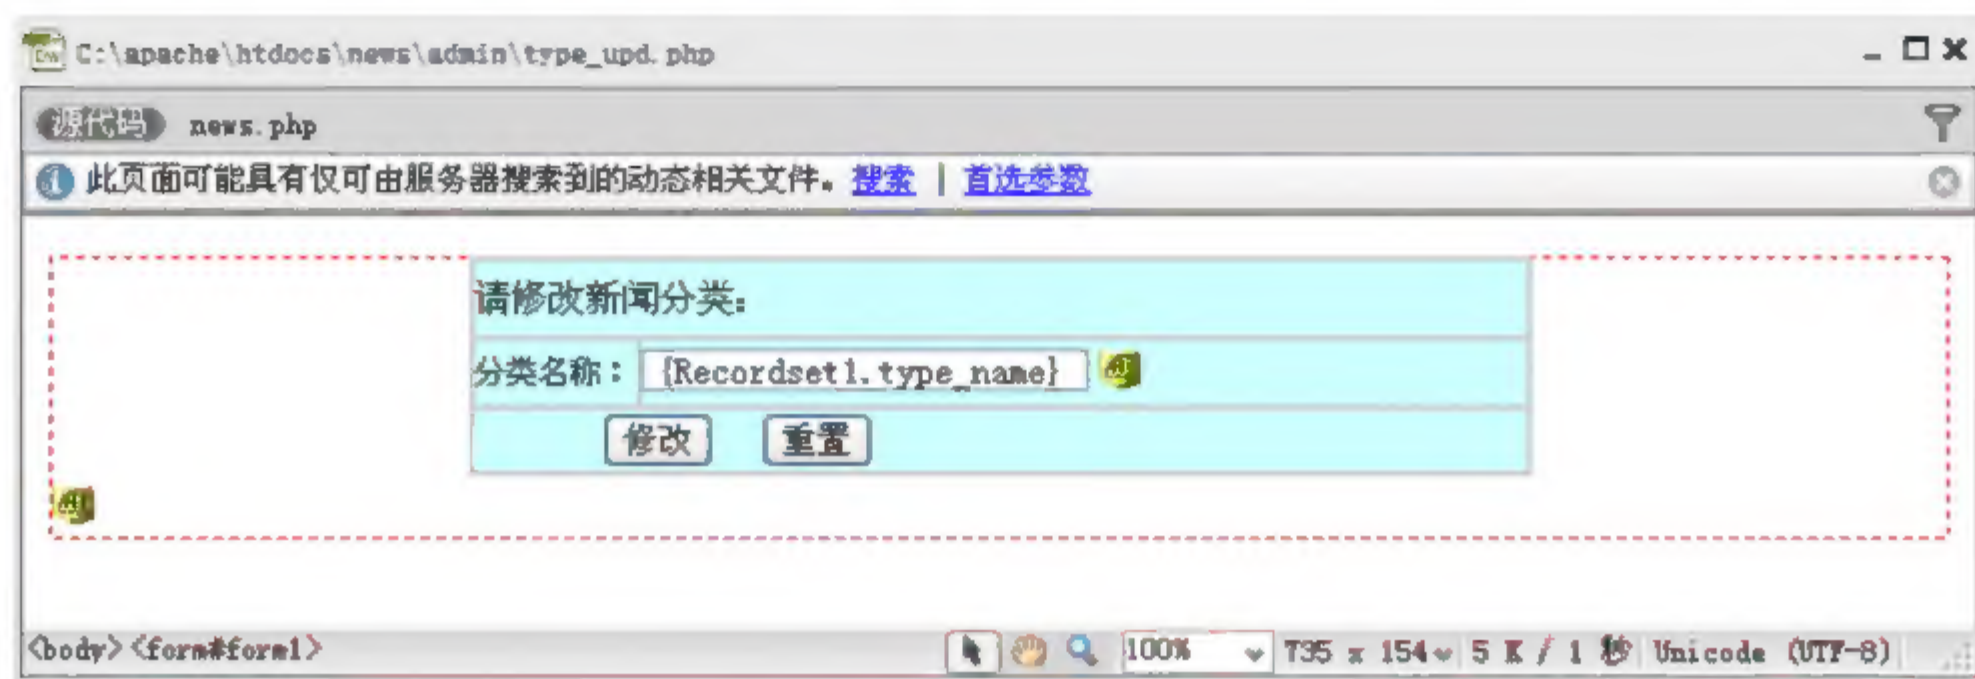 C:\apache\htdocs\news\admin\type_upd.php
源代码 news.php
此页面可能具有仅可由服务器搜索到的动态相关文件。搜索 | 首选参数
请修改新闻分类:
分类名称: {Recordset1.type_name}
修改 重置
<body> <form#form1> 100% 735 x 154 5 K / 1 秒 Unicode (UTF-8)